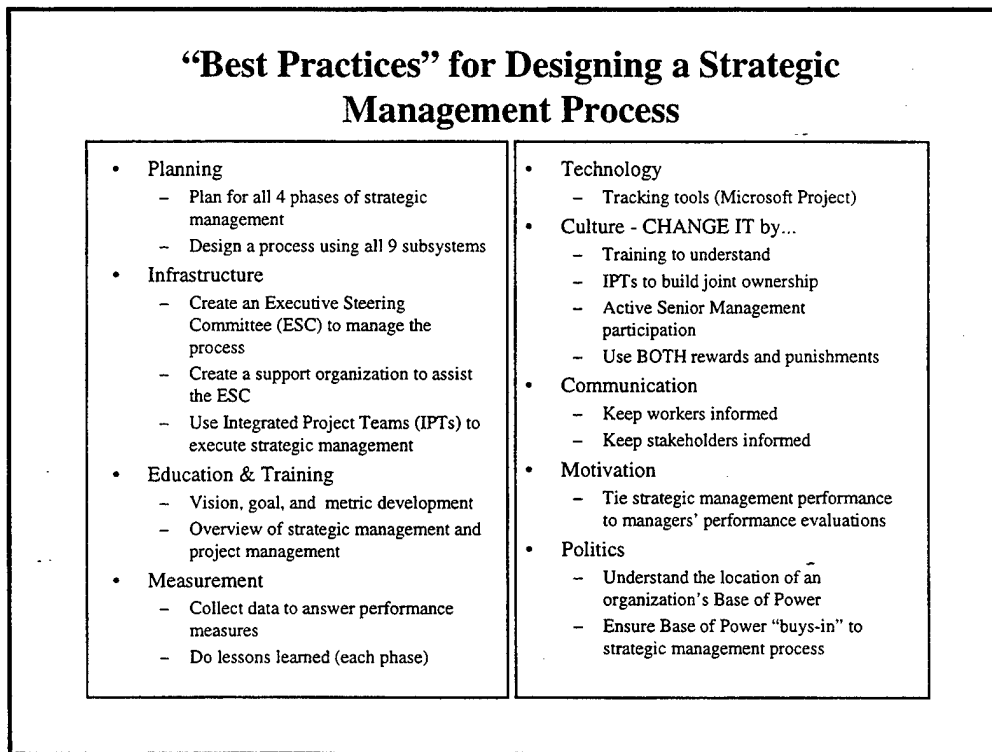 “Best Practices” for Designing a Strategic
Management Process
• Planning
– Plan for all 4 phases of strategic
management
– Design a process using all 9 subsystems
• Infrastructure
– Create an Executive Steering
Committee (ESC) to manage the
process
– Create a support organization to assist
the ESC
– Use Integrated Project Teams (IPTs) to
execute strategic management
• Education & Training
– Vision, goal, and metric development
– Overview of strategic management and
project management
• Measurement
– Collect data to answer performance
measures
– Do lessons learned (each phase)
• Technology
– Tracking tools (Microsoft Project)
• Culture - CHANGE IT by...
– Training to understand
– IPTs to build joint ownership
– Active Senior Management
participation
– Use BOTH rewards and punishments
• Communication
– Keep workers informed
– Keep stakeholders informed
• Motivation
– Tie strategic management performance
to managers’ performance evaluations
• Politics
– Understand the location of an
organization’s Base of Power
– Ensure Base of Power “buys-in” to
strategic management process